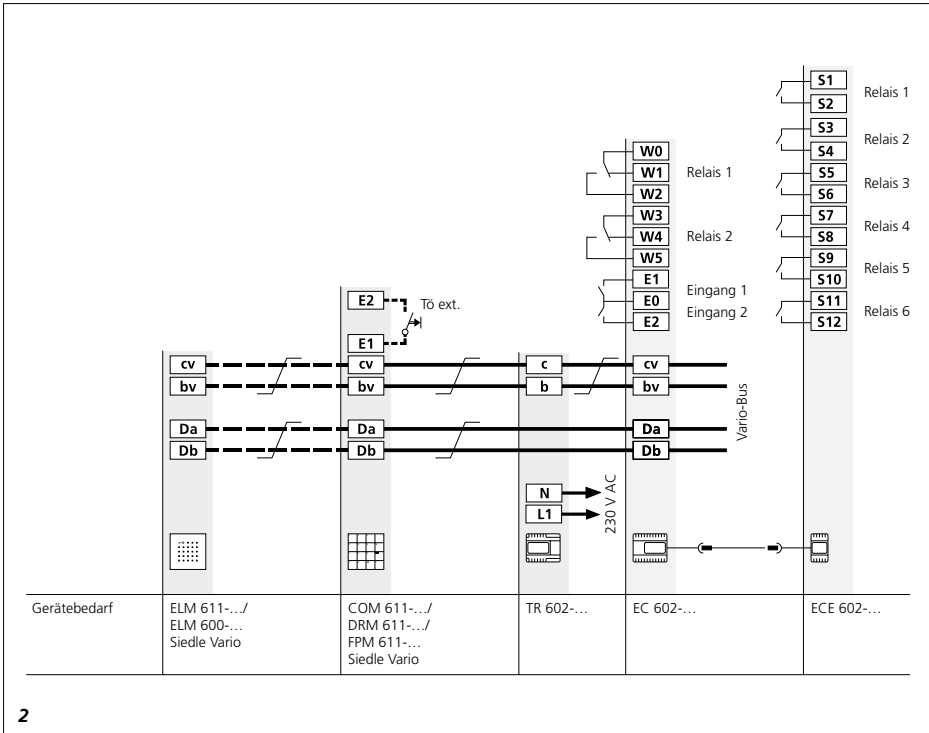 S1
Relais 1
S2
S3
Relais 2
S4
S5
Relais 3
S6
S7
Relais 4
S8
S9
Relais 5
S10
S11
Relais 6
S12
W0
W1 Relais 1
W2
W3
W4 Relais 2
W5
E1
Eingang 1
E0
Eingang 2
E2
E2
Tö ext.
E1
cv cv c cv
bv bv b bv
Vario-Bus
Da Da Da
Db Db Db
N
L1
230 V AC
Gerätebedarf
ELM 611-…/
ELM 600-…
Siedle Vario
COM 611-…/
DRM 611-…/
FPM 611-…
Siedle Vario
TR 602-…
EC 602-…
ECE 602-…
2